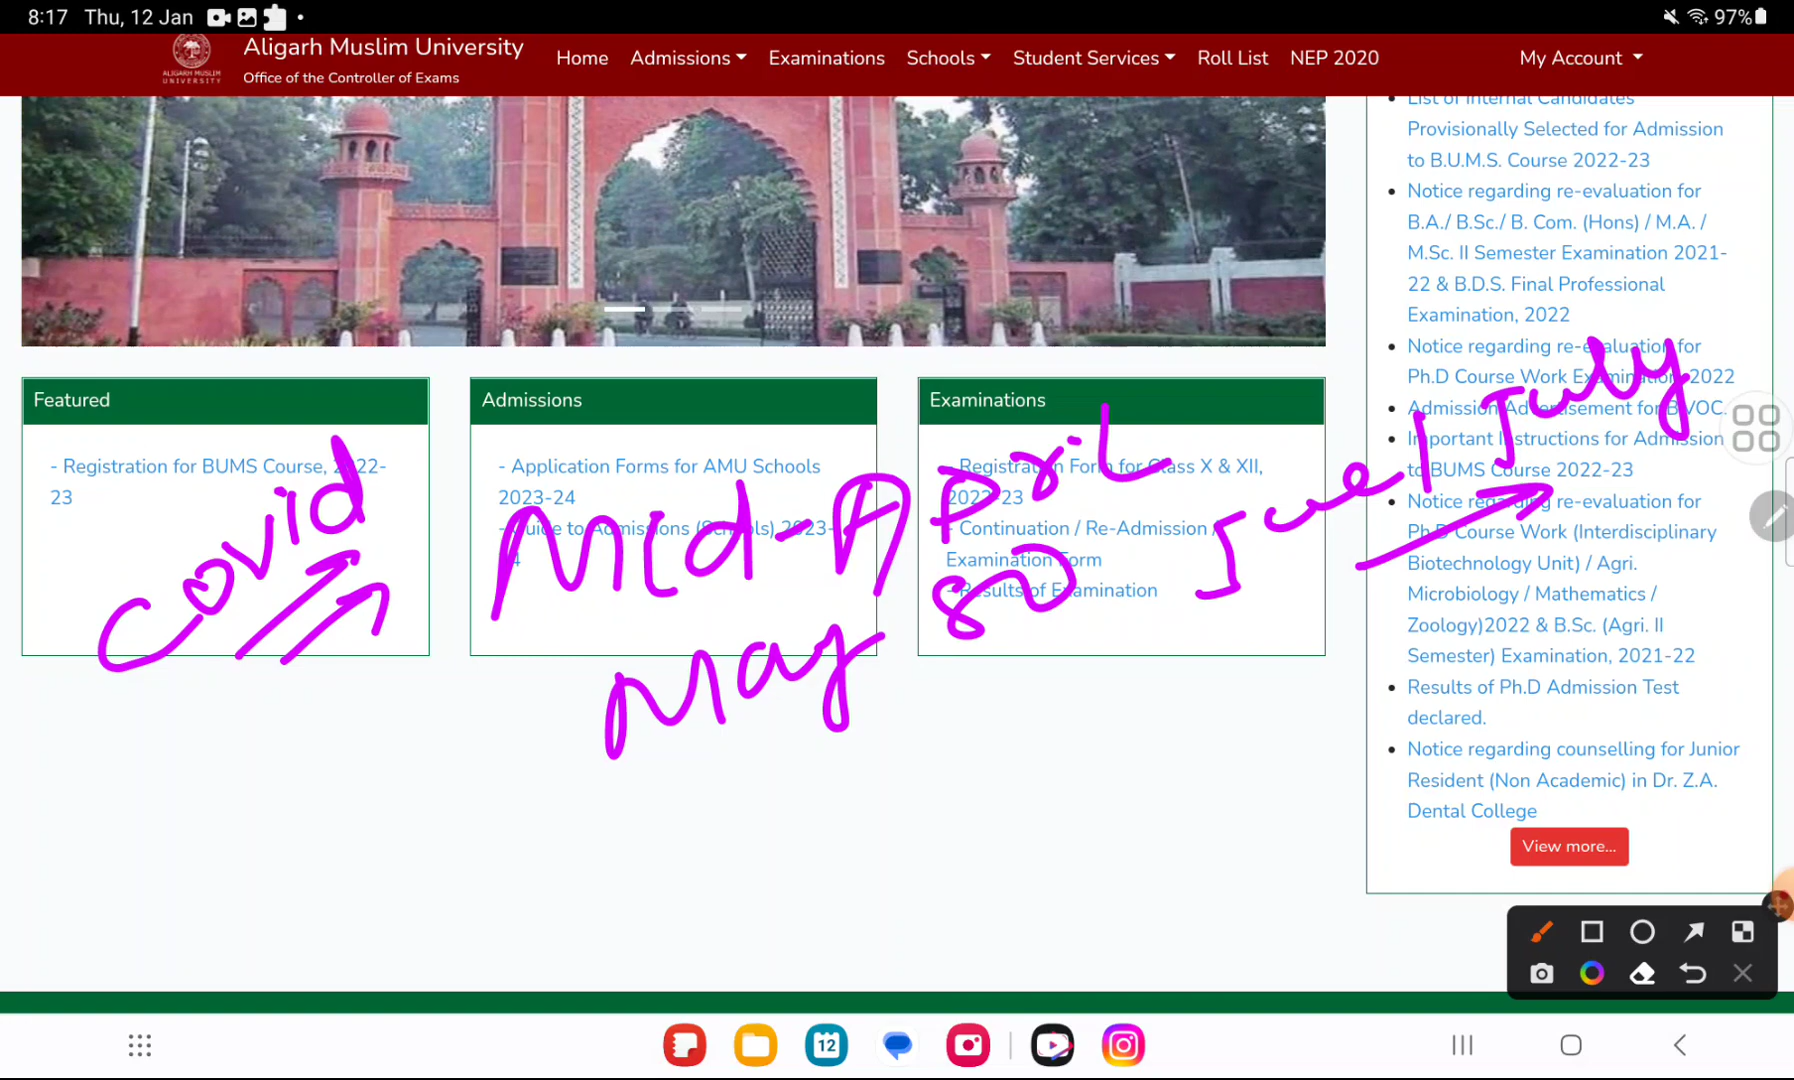 8:17 Thu, 12 Jan
97%
Aligarh Muslim University
Office of the Controller of Exams
ALIGARH MUSLIM
UNIVERSITY
Home Admissions Examinations Schools Student Services Roll List NEP 2020 My Account
List of Internal Candidates
Provisionally Selected for Admission
to B.U.M.S. Course 2022-23
Notice regarding re-evaluation for
B.A./ B.Sc./ B. Com. (Hons) / M.A. /
M.Sc. II Semester Examination 2021-
22 & B.D.S. Final Professional
Examination, 2022
Notice regarding re-evaluation for
Ph.D Course Work Examination, 2022
Admission Advertisement for B.VOC.
Important Instructions for Admission
to BUMS Course 2022-23
Notice regarding re-evaluation for
Ph.D Course Work (Interdisciplinary
Biotechnology Unit) / Agri.
Microbiology / Mathematics /
Zoology)2022 & B.Sc. (Agri. II
Semester) Examination, 2021-22
Results of Ph.D Admission Test
declared.
Notice regarding counselling for Junior
Resident (Non Academic) in Dr. Z.A.
Dental College
View more...
Featured
- Registration for BUMS Course, 2022-
23
Admissions
- Application Forms for AMU Schools
2023-24
- Guide to Admissions (Schools), 2023-
24
Examinations
- Registration Form for Class X & XII,
2022-23
- Continuation / Re-Admission /
Examination Form
- Results of Examination
Covid
Mid-APril
May
80
July
12